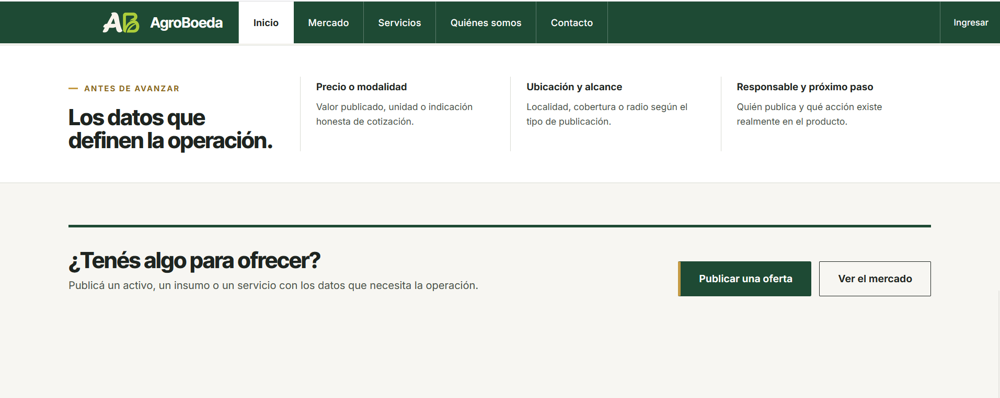 AB AgroBoeda
Inicio
Mercado
Servicios
Quiénes somos
Contacto
Ingresar
ANTES DE AVANZAR
Los datos que
definen la operación.
Precio o modalidad
Valor publicado, unidad o indicación
honesta de cotización.
Ubicación y alcance
Localidad, cobertura o radio según el
tipo de publicación.
Responsable y próximo paso
Quién publica y qué acción existe
realmente en el producto.
¿Tenés algo para ofrecer?
Publicá un activo, un insumo o un servicio con los datos que necesita la operación.
Publicar una oferta
Ver el mercado